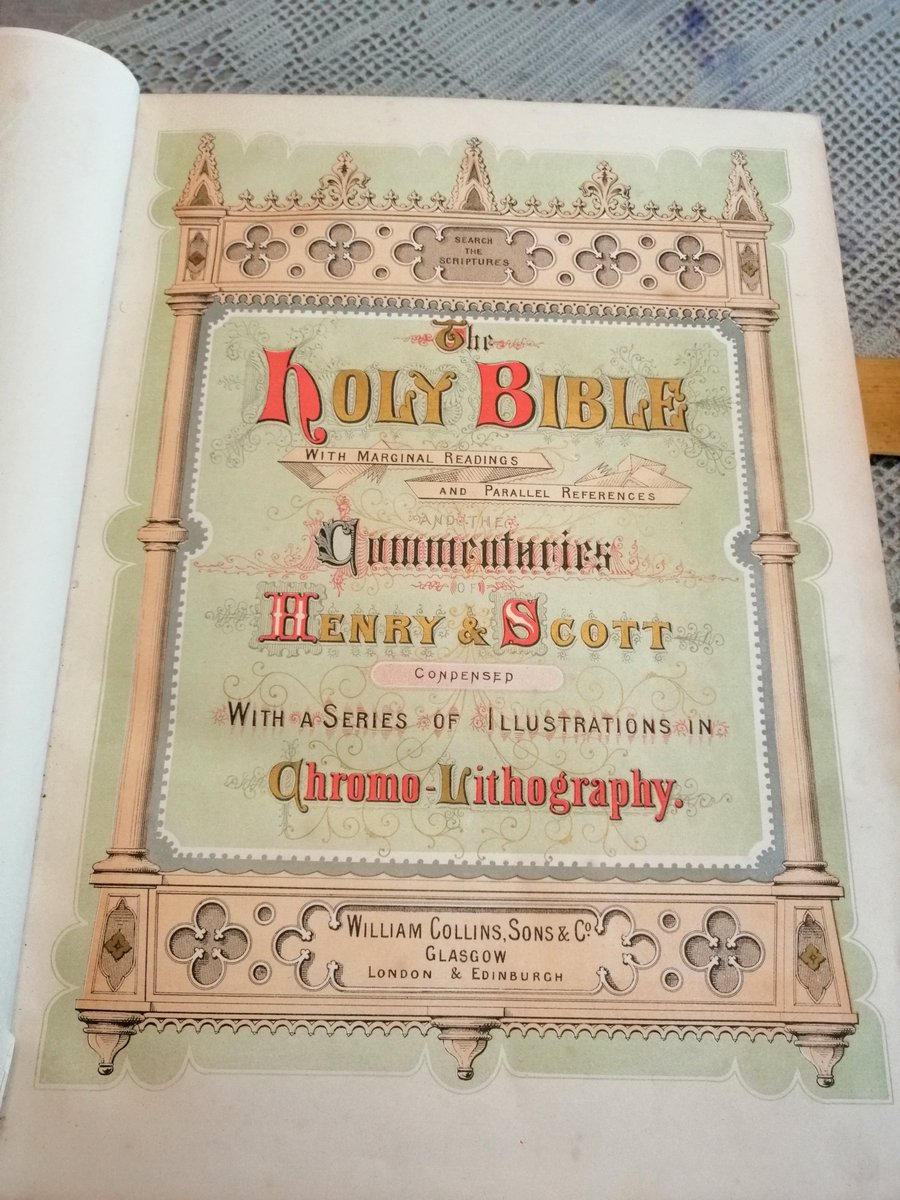 SEARCH
THE
SCRIPTURES
The
HOLY BIBLE
WITH MARGINAL READINGS
AND PARALLEL REFERENCES
AND THE
Commentaries
OF
HENRY & SCOTT
CONDENSED
WITH A SERIES OF ILLUSTRATIONS IN
Chromo-Lithography.
WILLIAM COLLINS, SONS & Co.
GLASGOW
LONDON & EDINBURGH